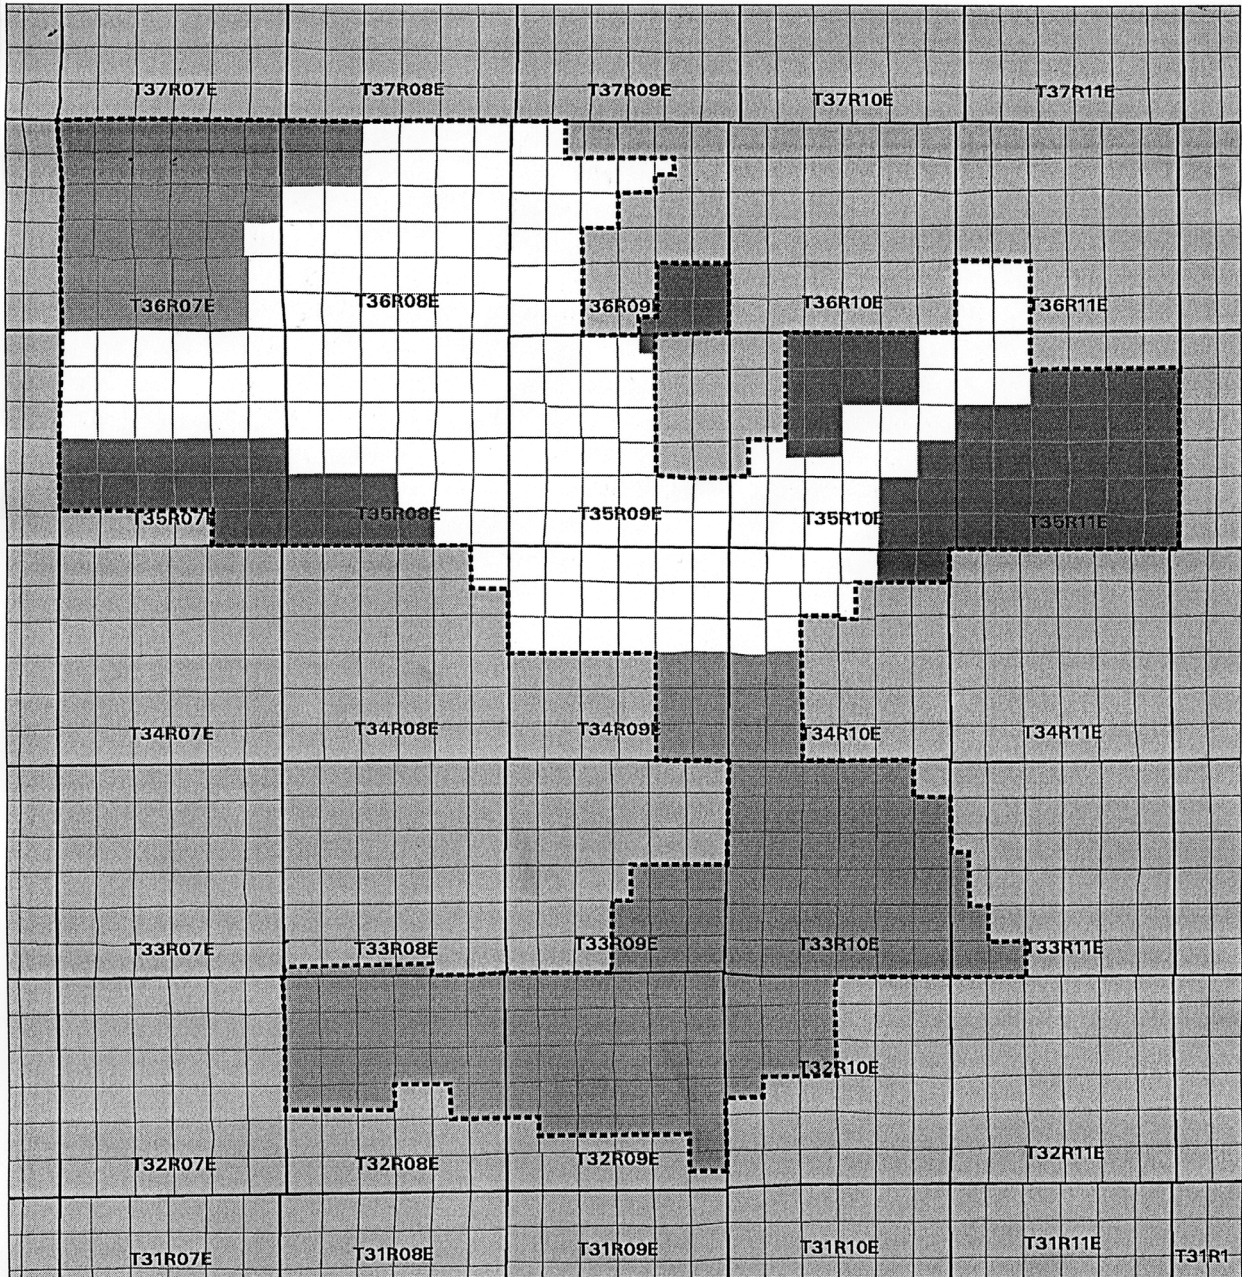 T37R07E T37R08E T37R09E T37R10E T37R11E
T36R07E T36R08E T36R09E T36R10E T36R11E
T35R07E T35R08E T35R09E T35R10E T35R11E
T34R07E T34R08E T34R09E T34R10E T34R11E
T33R07E T33R08E T33R09E T33R10E T33R11E
T32R07E T32R08E T32R09E T32R10E T32R11E
T31R07E T31R08E T31R09E T31R10E T31R11E T31R1